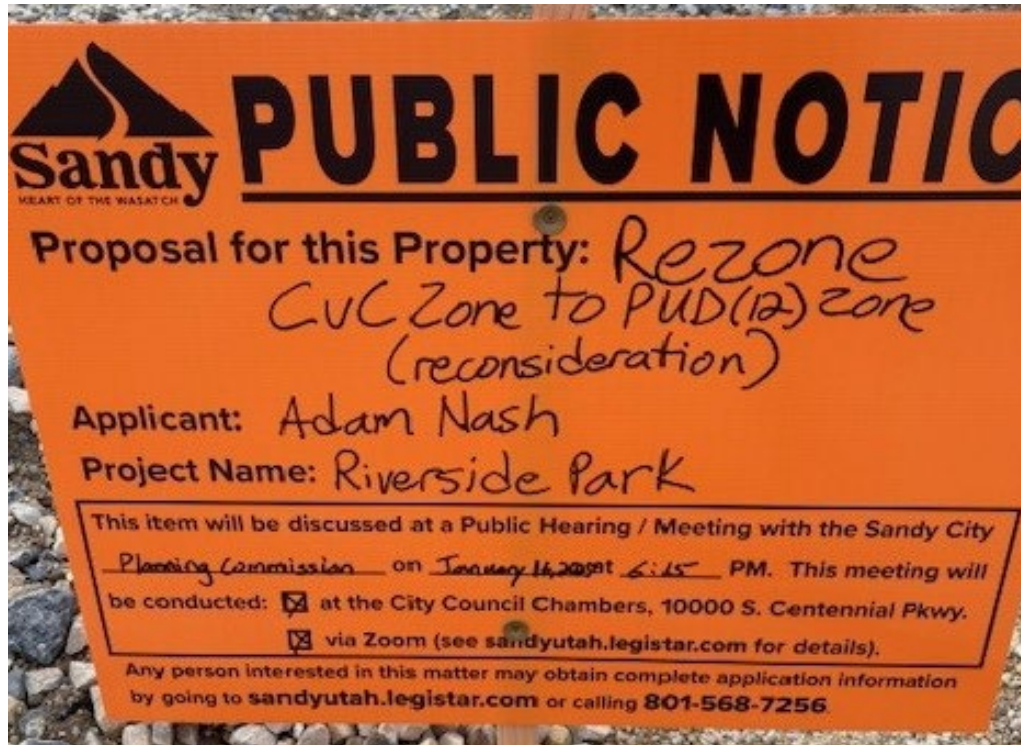 Sandy
HEART OF THE WASATCH
PUBLIC NOTIC
Proposal for this Property: Rezone
CvC Zone to PUD(12) zone
(reconsideration)
Applicant: Adam Nash
Project Name: Riverside Park
This item will be discussed at a Public Hearing / Meeting with the Sandy City
Planning Commission on January 16, at 6:15 PM. This meeting will
be conducted: ☒ at the City Council Chambers, 10000 S. Centennial Pkwy.
☒ via Zoom (see sandyutah.legistar.com for details).
Any person interested in this matter may obtain complete application information
by going to sandyutah.legistar.com or calling 801-568-7256